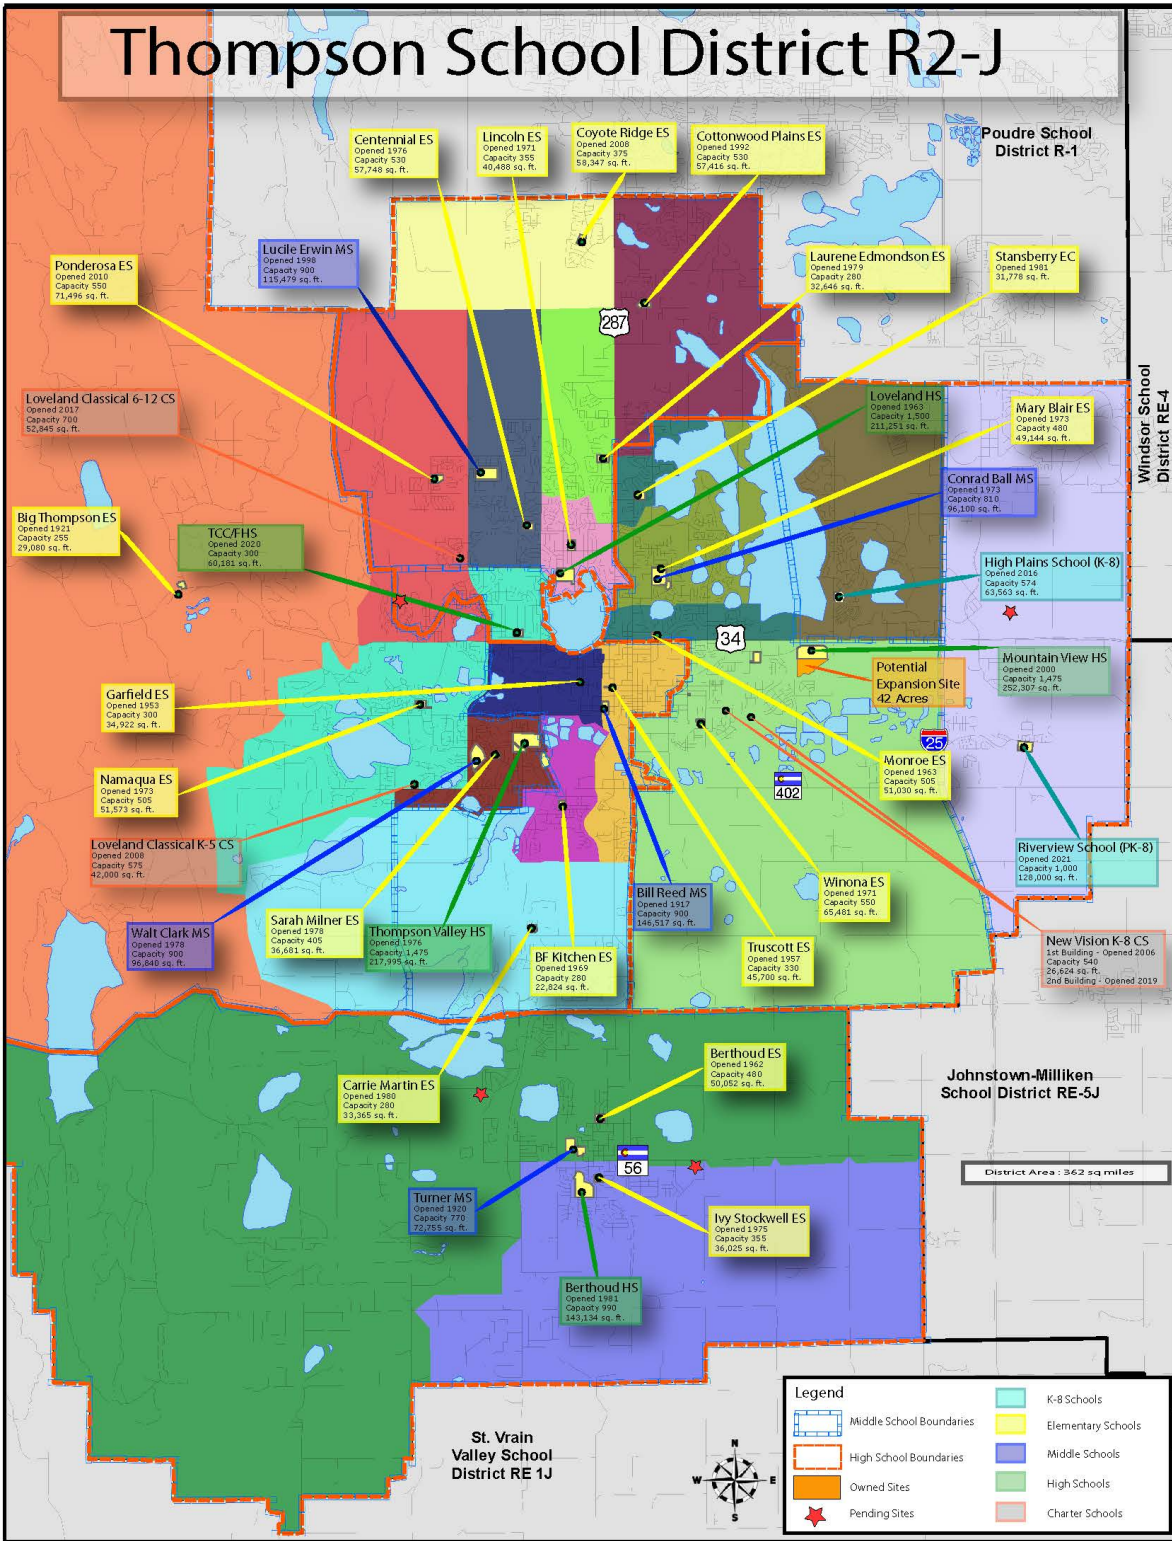 Thompson School District R2-J
Poudre School
District R-1
Centennial ES
Opened 1976
Capacity 530
57,748 sq. ft.
Lincoln ES
Opened 1971
Capacity 355
40,488 sq. ft.
Coyote Ridge ES
Opened 2008
Capacity 375
58,347 sq. ft.
Cottonwood Plains ES
Opened 1992
Capacity 530
57,416 sq. ft.
Lucile Erwin MS
Opened 1998
Capacity 900
115,479 sq. ft.
Ponderosa ES
Opened 2010
Capacity 550
71,496 sq. ft.
Laurene Edmondson ES
Opened 1979
Capacity 280
32,646 sq. ft.
Stansberry EC
Opened 1981
31,778 sq. ft.
287
Windsor School
District RE-4
Loveland Classical 6-12 CS
Opened 2017
Capacity 700
52,845 sq. ft.
Loveland HS
Opened 1963
Capacity 1,500
211,251 sq. ft.
Mary Blair ES
Opened 1973
Capacity 480
49,144 sq. ft.
Conrad Ball MS
Opened 1973
Capacity 810
96,100 sq. ft.
Big Thompson ES
Opened 1921
Capacity 255
29,080 sq. ft.
TCC/FHS
Opened 2020
Capacity 300
60,181 sq. ft.
High Plains School (K-8)
Opened 2016
Capacity 574
63,563 sq. ft.
34
Mountain View HS
Opened 2000
Capacity 1,475
252,307 sq. ft.
Potential
Expansion Site
42 Acres
Garfield ES
Opened 1953
Capacity 300
34,922 sq. ft.
25
Namaqua ES
Opened 1973
Capacity 505
51,573 sq. ft.
Monroe ES
Opened 1963
Capacity 505
51,030 sq. ft.
402
Loveland Classical K-5 CS
Opened 2008
Capacity 575
42,000 sq. ft.
Riverview School (PK-8)
Opened 2021
Capacity 1,000
128,000 sq. ft.
Winona ES
Opened 1971
Capacity 550
65,481 sq. ft.
Bill Reed MS
Opened 1917
Capacity 900
146,517 sq. ft.
Walt Clark MS
Opened 1978
Capacity 900
96,840 sq. ft.
Sarah Milner ES
Opened 1978
Capacity 405
36,681 sq. ft.
Thompson Valley HS
Opened 1976
Capacity 1,475
217,995 sq. ft.
BF Kitchen ES
Opened 1969
Capacity 280
22,824 sq. ft.
Truscott ES
Opened 1957
Capacity 330
45,700 sq. ft.
New Vision K-8 CS
1st Building - Opened 2006
Capacity 540
26,624 sq. ft.
2nd Building - Opened 2019
Carrie Martin ES
Opened 1980
Capacity 280
33,365 sq. ft.
Berthoud ES
Opened 1962
Capacity 480
50,052 sq. ft.
Johnstown-Milliken
School District RE-5J
56
District Area : 362 sq miles
Turner MS
Opened 1920
Capacity 770
72,755 sq. ft.
Ivy Stockwell ES
Opened 1975
Capacity 355
36,025 sq. ft.
Berthoud HS
Opened 1981
Capacity 990
143,134 sq. ft.
St. Vrain
Valley School
District RE 1J
N
W
E
S
Legend
Middle School Boundaries
High School Boundaries
Owned Sites
Pending Sites
K-8 Schools
Elementary Schools
Middle Schools
High Schools
Charter Schools